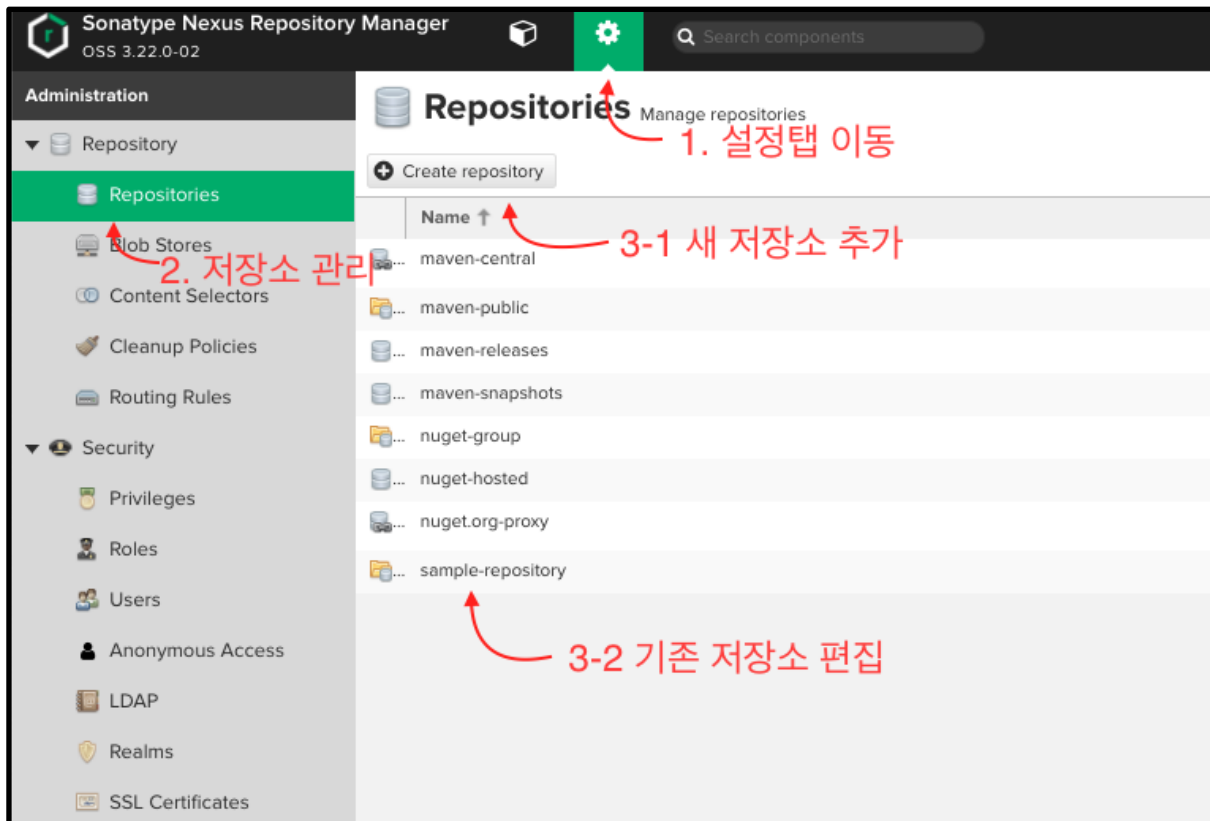 Sonatype Nexus Repository Manager
OSS 3.22.0-02
Search components
Administration
Repository
Repositories
Blob Stores
Content Selectors
Cleanup Policies
Routing Rules
Security
Privileges
Roles
Users
Anonymous Access
LDAP
Realms
SSL Certificates
2. 저장소 관리
Repositories Manage repositories
1. 설정탭 이동
Create repository
Name
3-1 새 저장소 추가
... maven-central
... maven-public
... maven-releases
... maven-snapshots
... nuget-group
... nuget-hosted
... nuget.org-proxy
... sample-repository
3-2 기존 저장소 편집